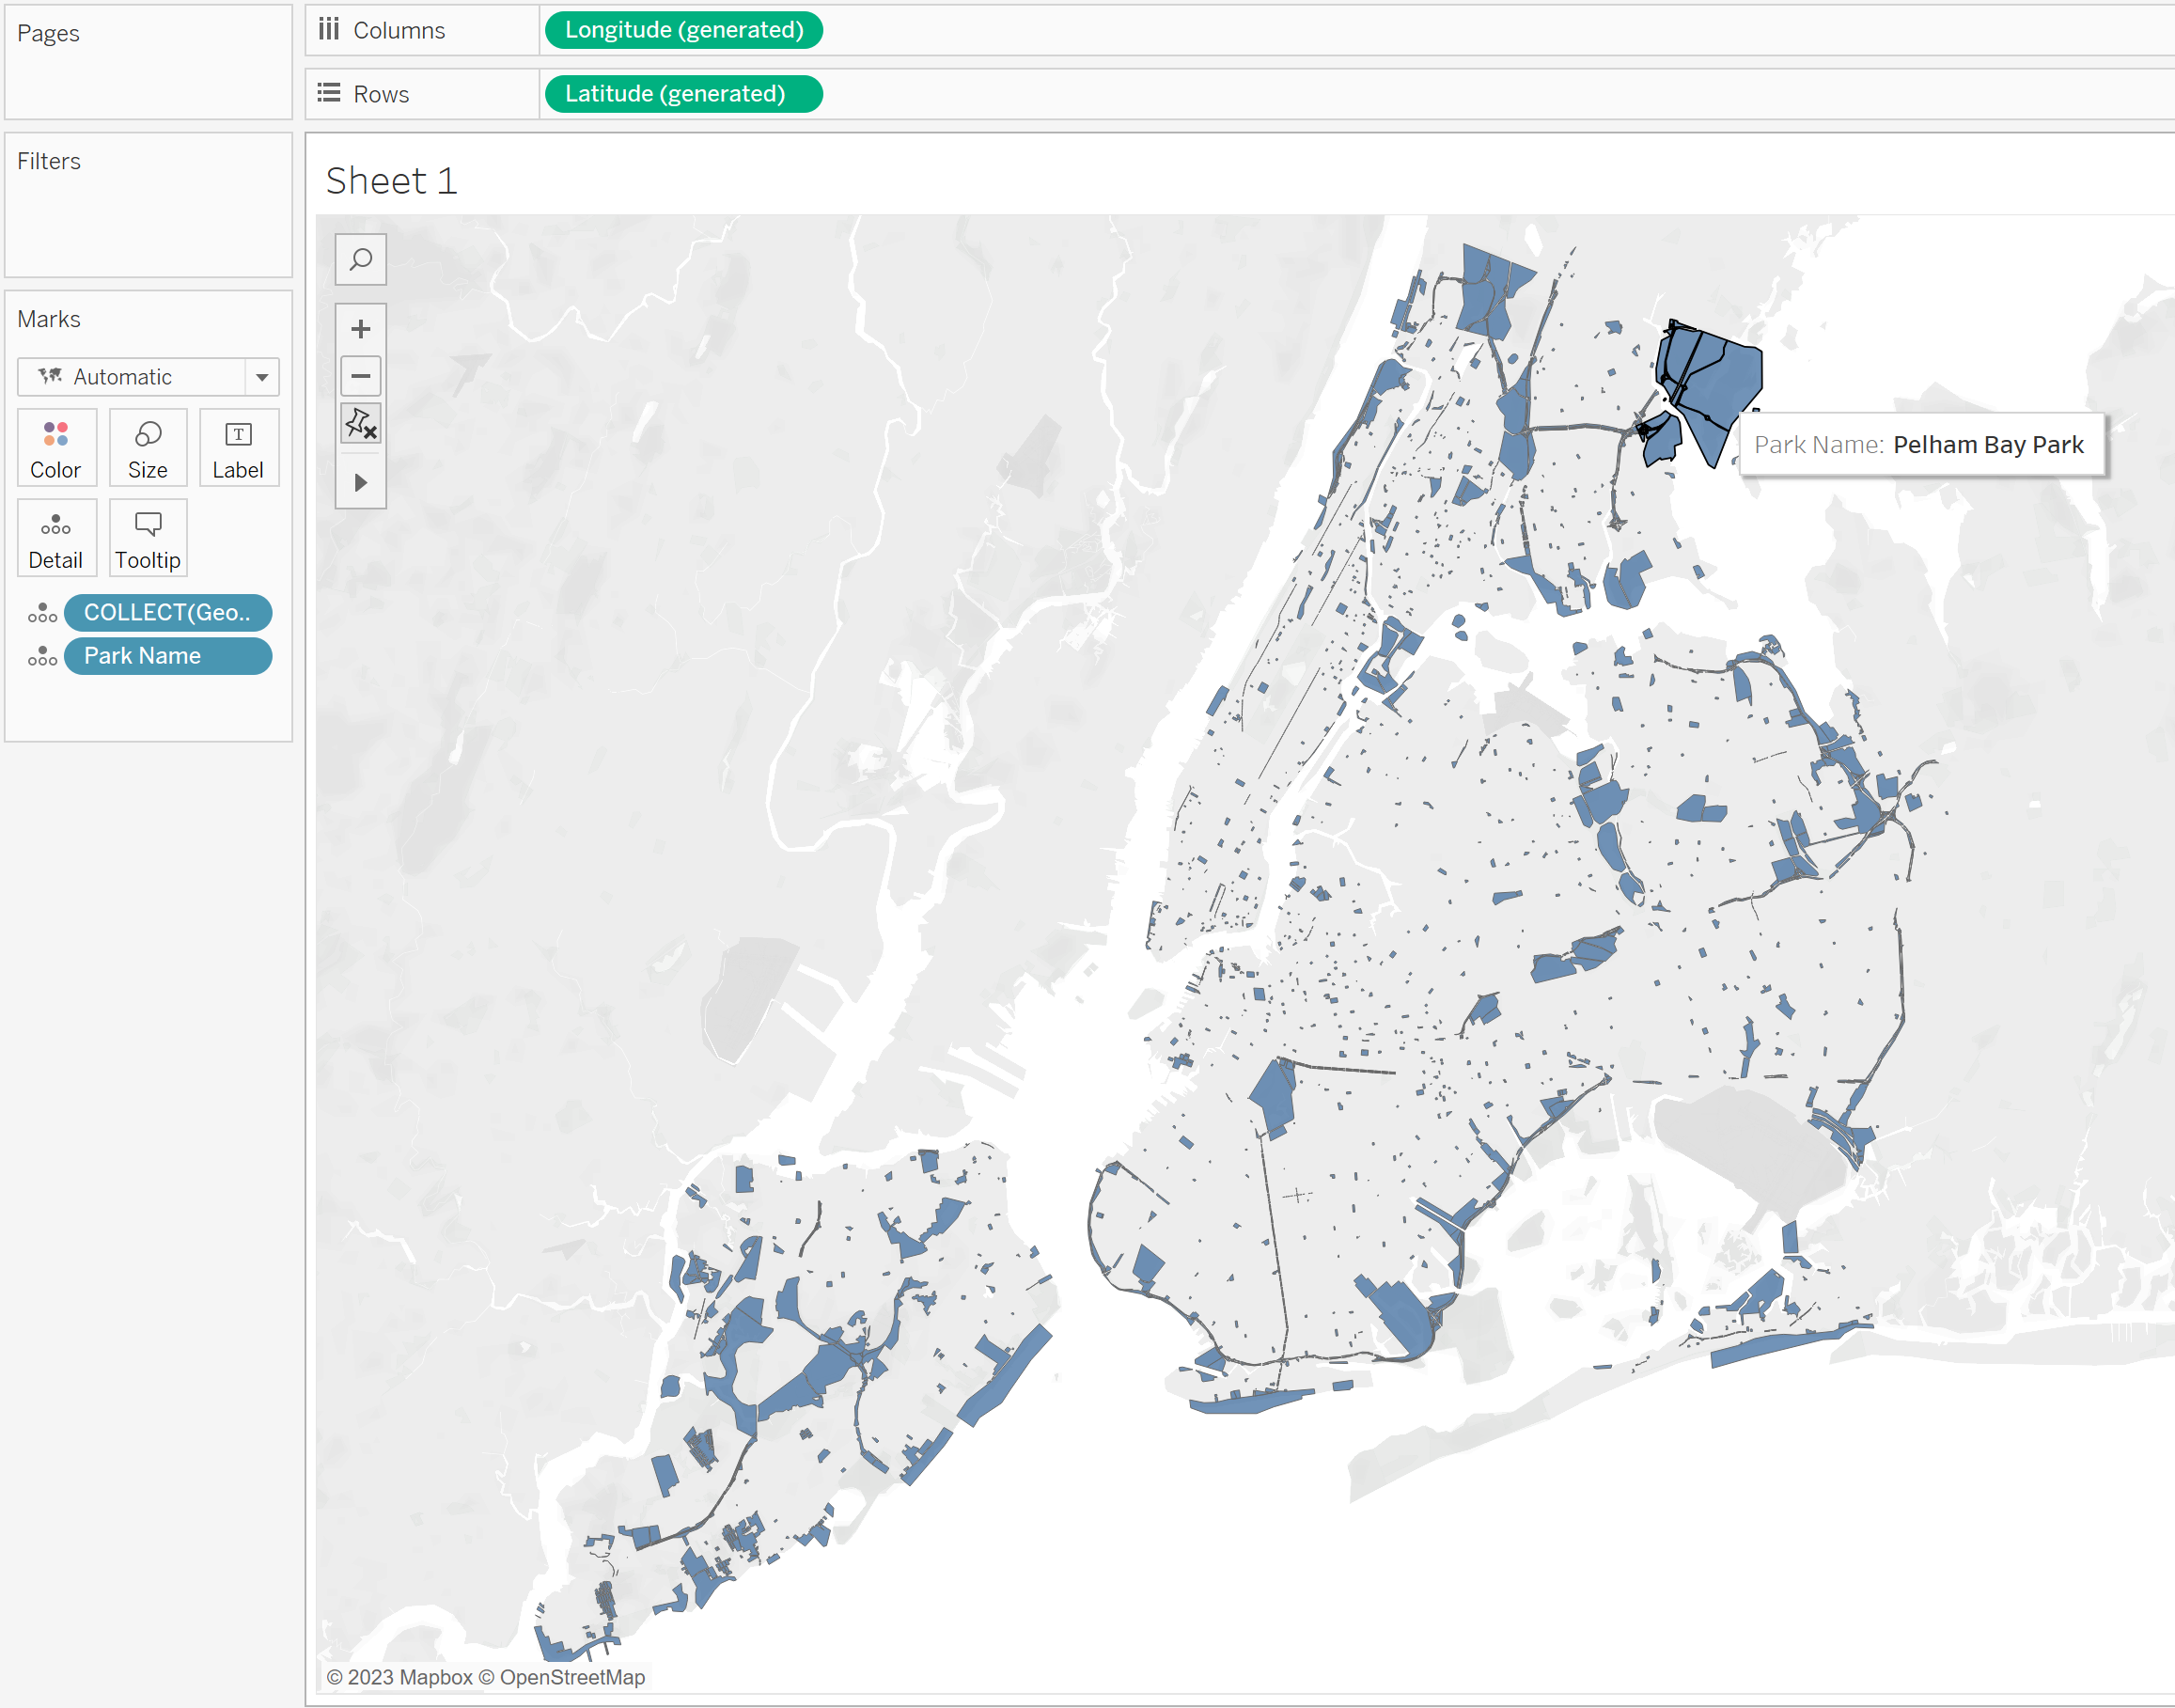 Pages
Columns
Longitude (generated)
Rows
Latitude (generated)
Filters
Sheet 1
Marks
Automatic
Color
Size
T
Label
Detail
Tooltip
COLLECT(Geo..
Park Name
Park Name: Pelham Bay Park
© 2023 Mapbox © OpenStreetMap